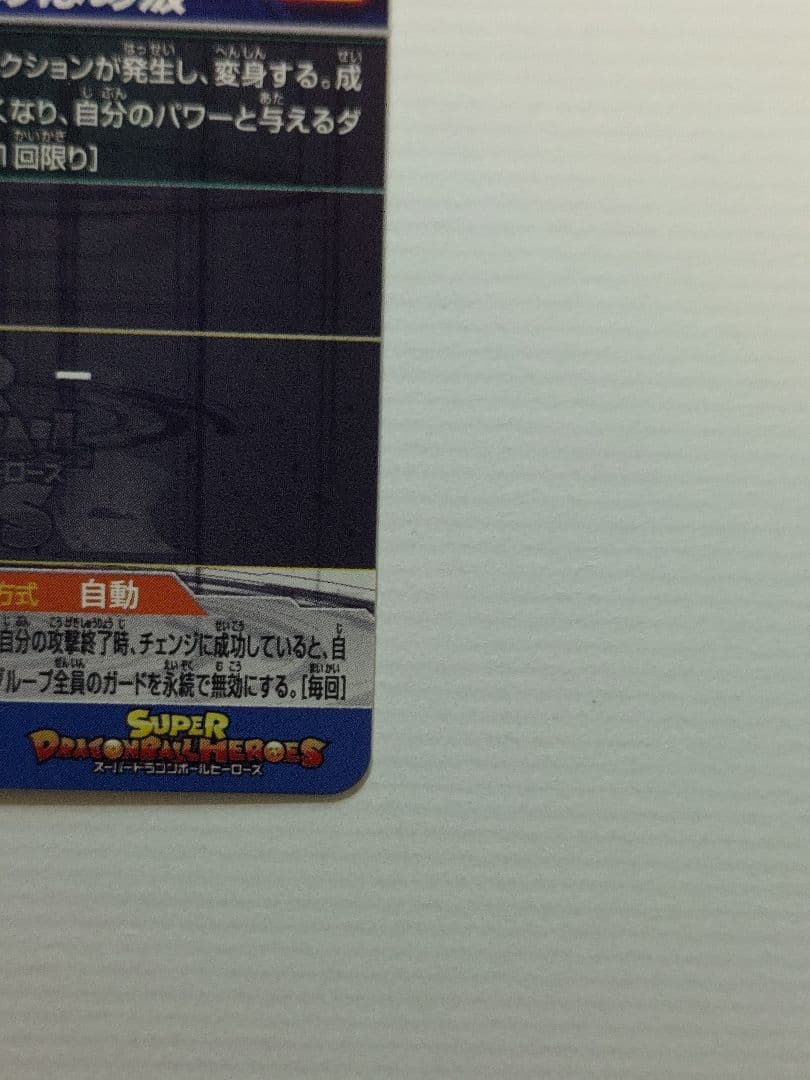 クションが発生し、変身する。成
くなり、自分のパワーと与えるダ
1回限り]
ー
ローズ
方式 自動
自分の攻撃終了時、チェンジに成功していると、自
グループ全員のガードを永続で無効にする。[毎回]
SUPER
DRAGONBALL HEROES
スーパードラゴンボールヒーローズ